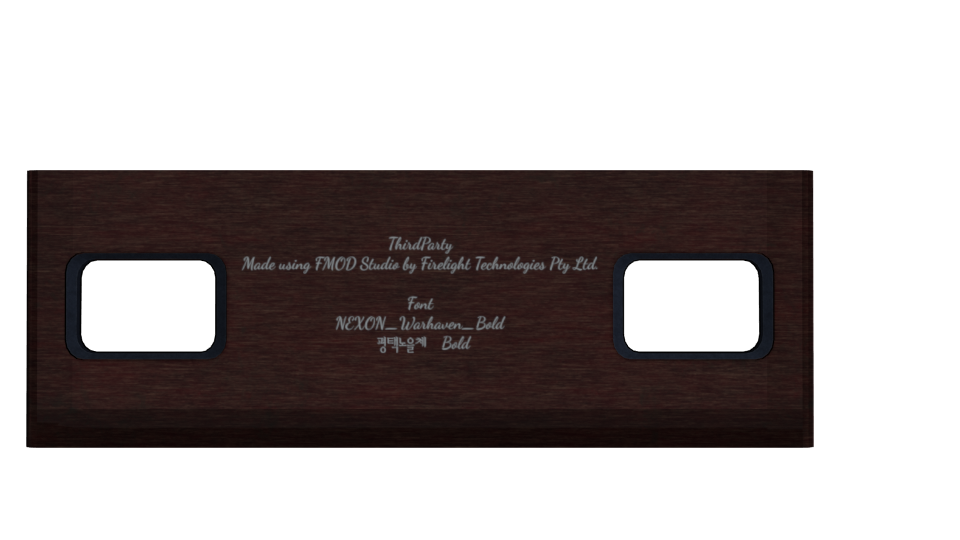 ThirdParty
Made using FMOD Studio by Firelight Technologies Pty Ltd.
Font
NEXON_Warhaven_Bold
평택노을체 Bold